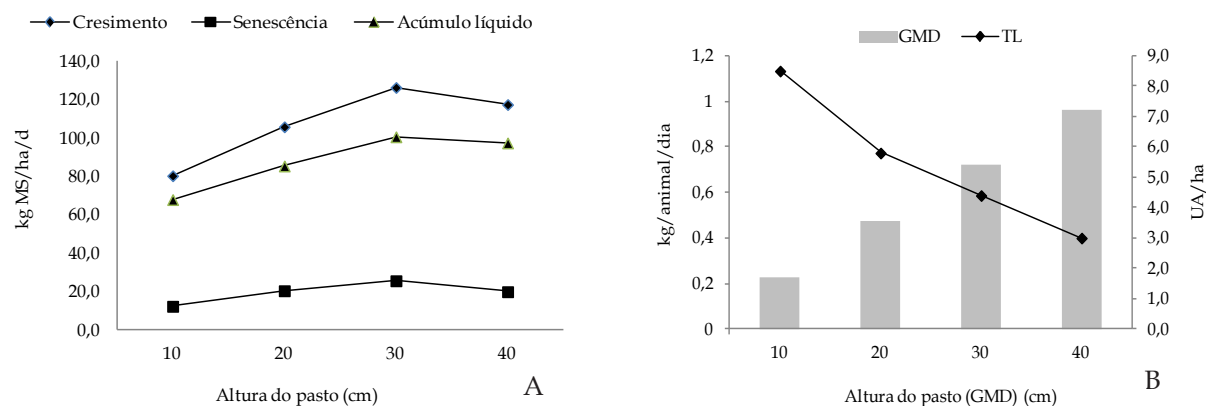 Cresimento Senescência Acúmulo líquido
kg MS/ha/d
140,0
120,0
100,0
80,0
60,0
40,0
20,0
0,0
10 20 30 40
Altura do pasto (cm)
A
GMD TL
kg/animal/dia
1,2
1
0,8
0,6
0,4
0,2
0
9,0
8,0
7,0
6,0
5,0
4,0
3,0
2,0
1,0
0,0
UA/ha
10 20 30 40
Altura do pasto (GMD) (cm)
B